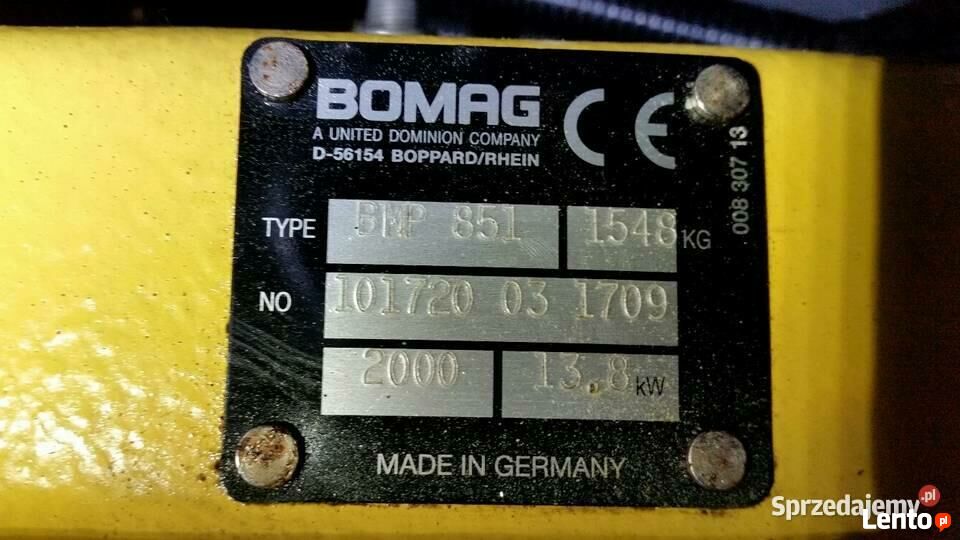 BOMAG
A UNITED DOMINION COMPANY
D-56154 BOPPARD/RHEIN
CE
008 307 13
TYPE BMP 851 1548 KG
NO 101720 03 1709
2000 13.8 kW
MADE IN GERMANY
Sprzedajemy.pl
Lento pl